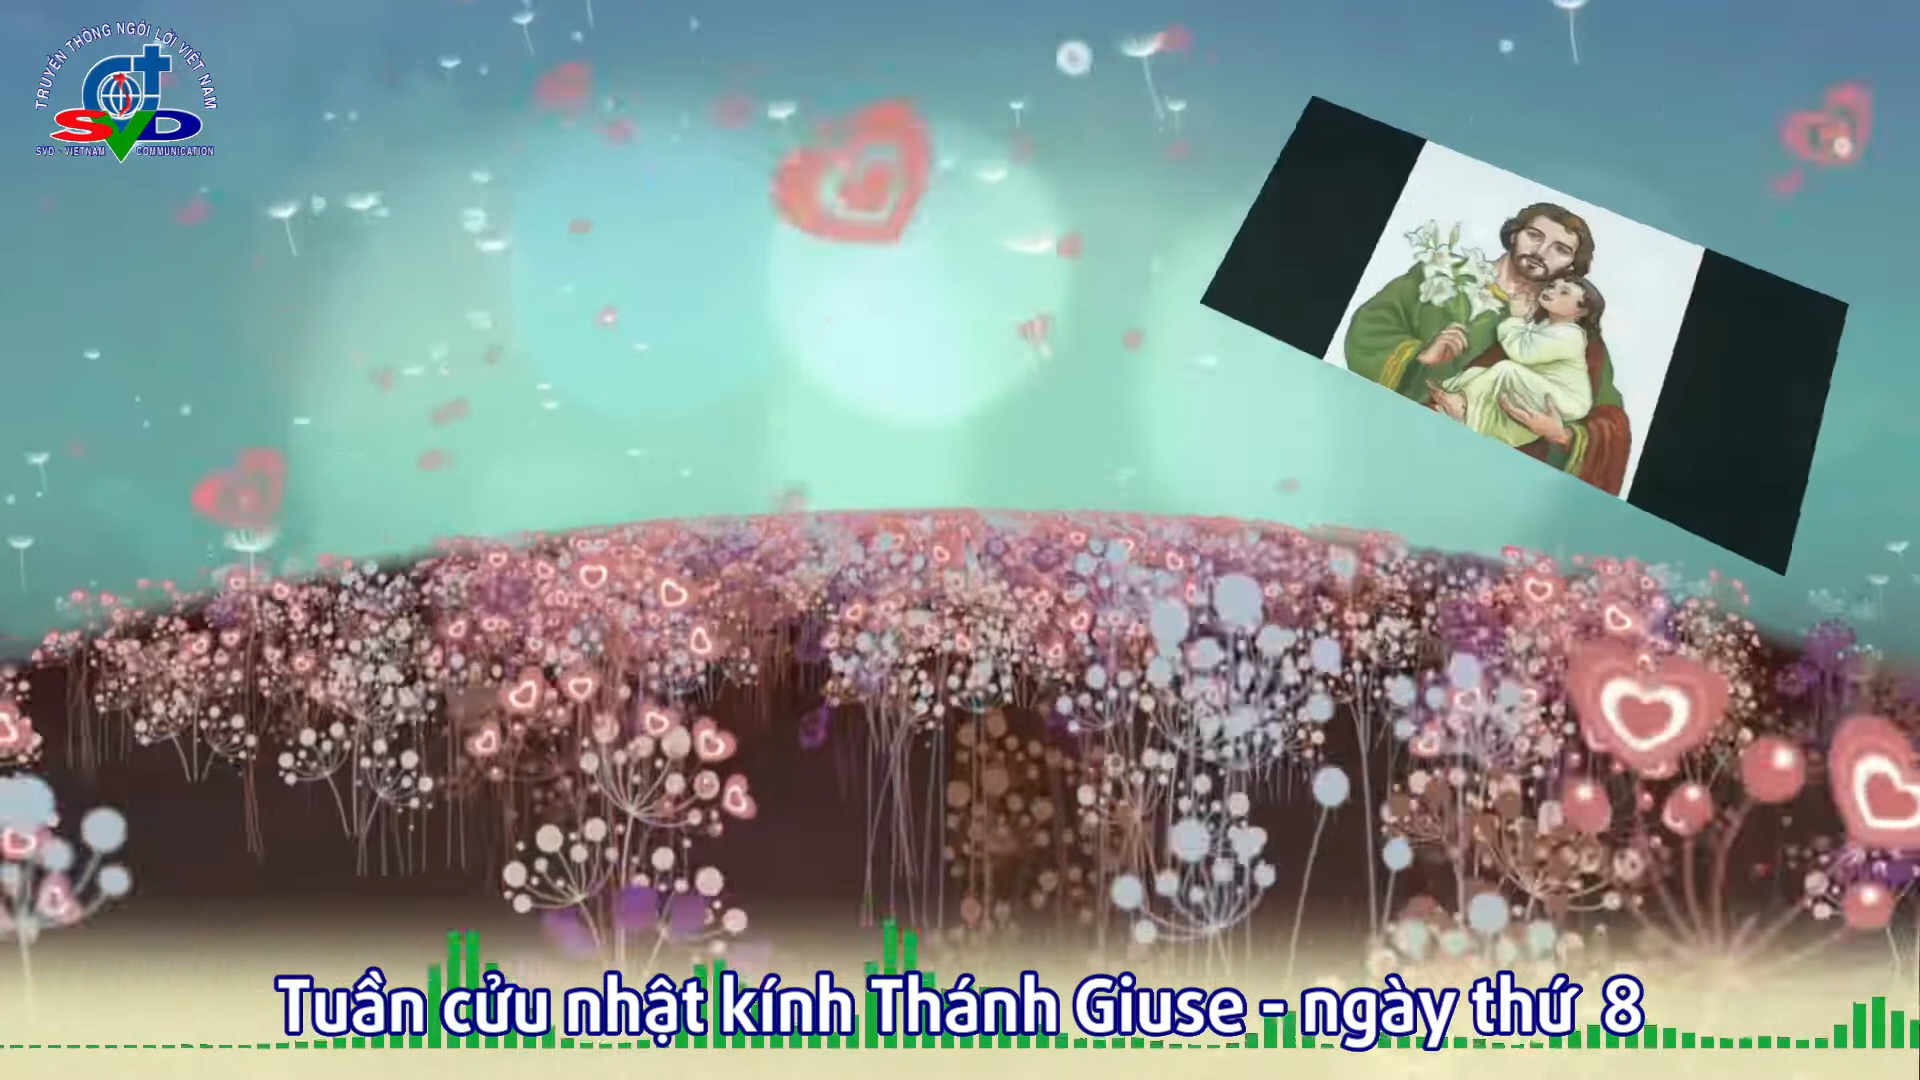 TRUYỀN THÔNG NGÔI LỜI VIỆT NAM
SVD
SVD - VIETNAM COMMUNICATION
Tuần cửu nhật kính Thánh Giuse - ngày thứ 8